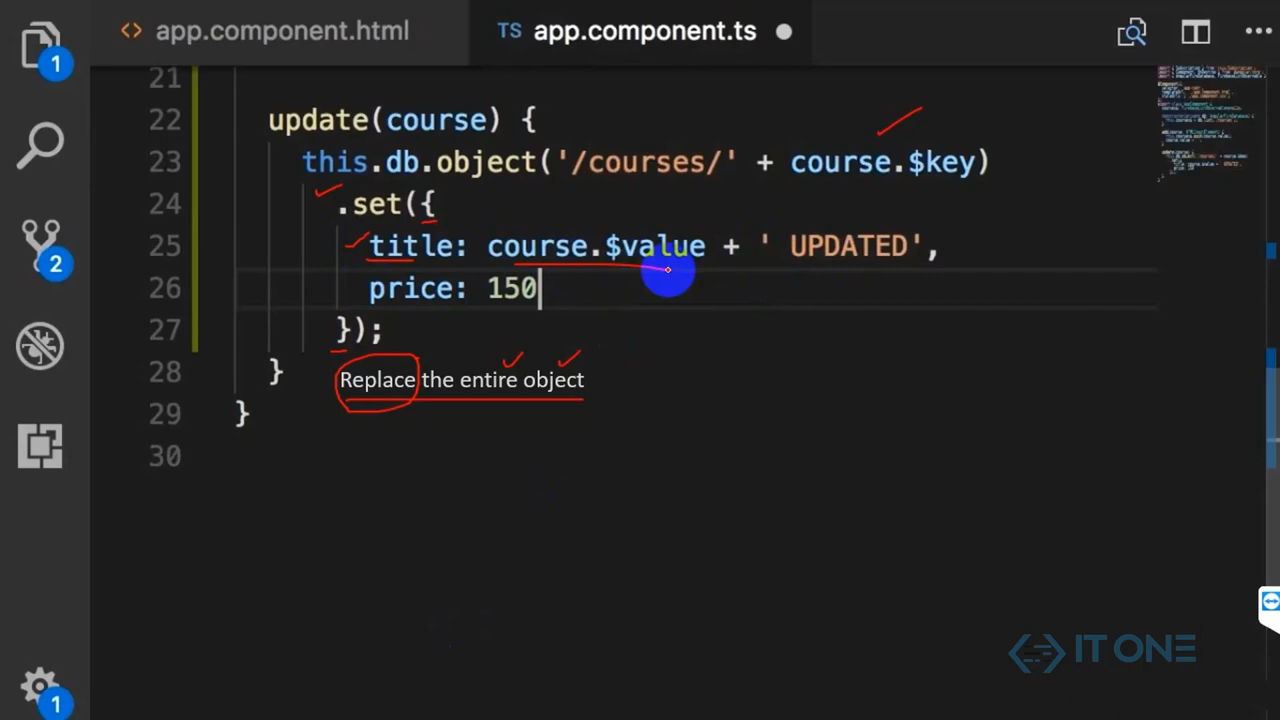 <> app.component.html TS app.component.ts
1
21
22 update(course) {
23 this.db.object('/courses/' + course.$key)
24 .set({
25 title: course.$value + ' UPDATED',
2
26 price: 150
27 });
28 }
Replace the entire object
29 }
30
IT ONE
1